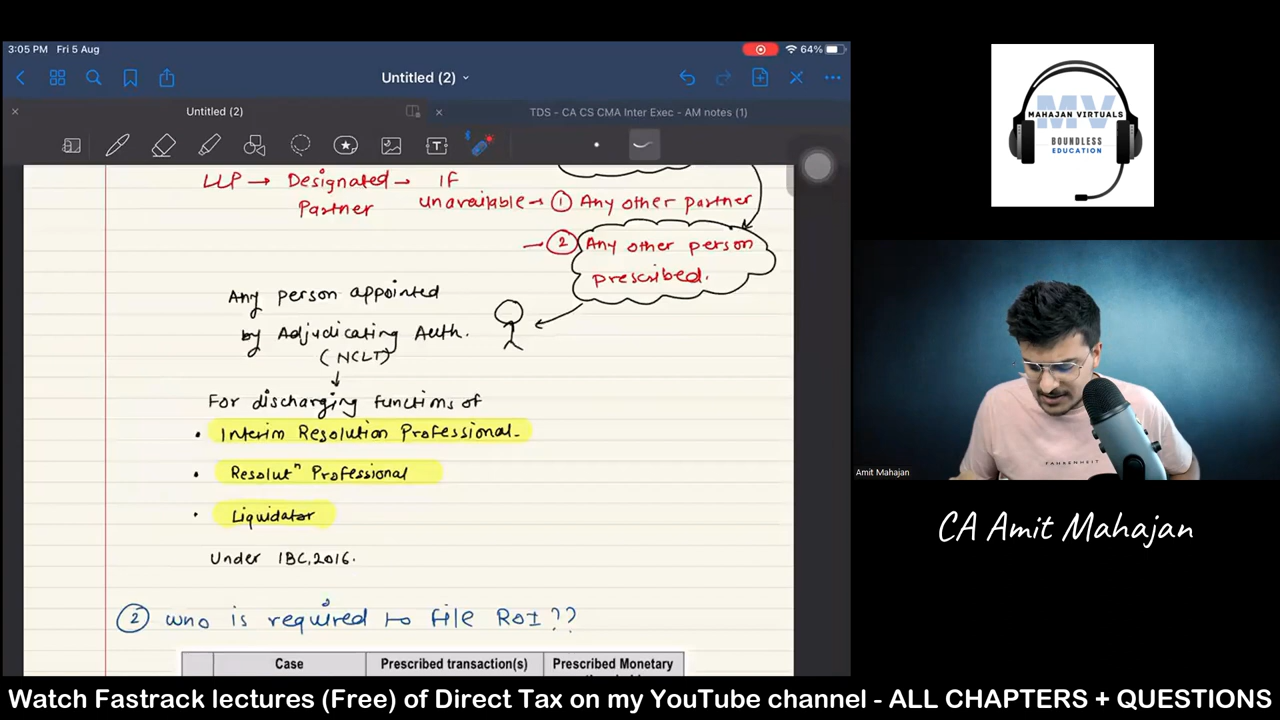 3:05 PM Fri 5 Aug
64%
Untitled (2)
Untitled (2)
TDS - CA CS CMA Inter Exec - AM notes (1)
LLP → Designated → IF
Partner unavailable → ① Any other partner
→ ② Any other person
prescribed.
Any person appointed
by Adjudicating Auth.
(NCLT)
For discharging functions of
• Interim Resolution Professional.
• Resolutⁿ Professional
• Liquidator
Under IBC,2016.
② who is required to file ROI??
Case Prescribed transaction(s) Prescribed Monetary
MV
MAHAJAN VIRTUALS
BOUNDLESS
EDUCATION
FAHRENHEIT
Amit Mahajan
CA Amit Mahajan
Watch Fastrack lectures (Free) of Direct Tax on my YouTube channel - ALL CHAPTERS + QUESTIONS